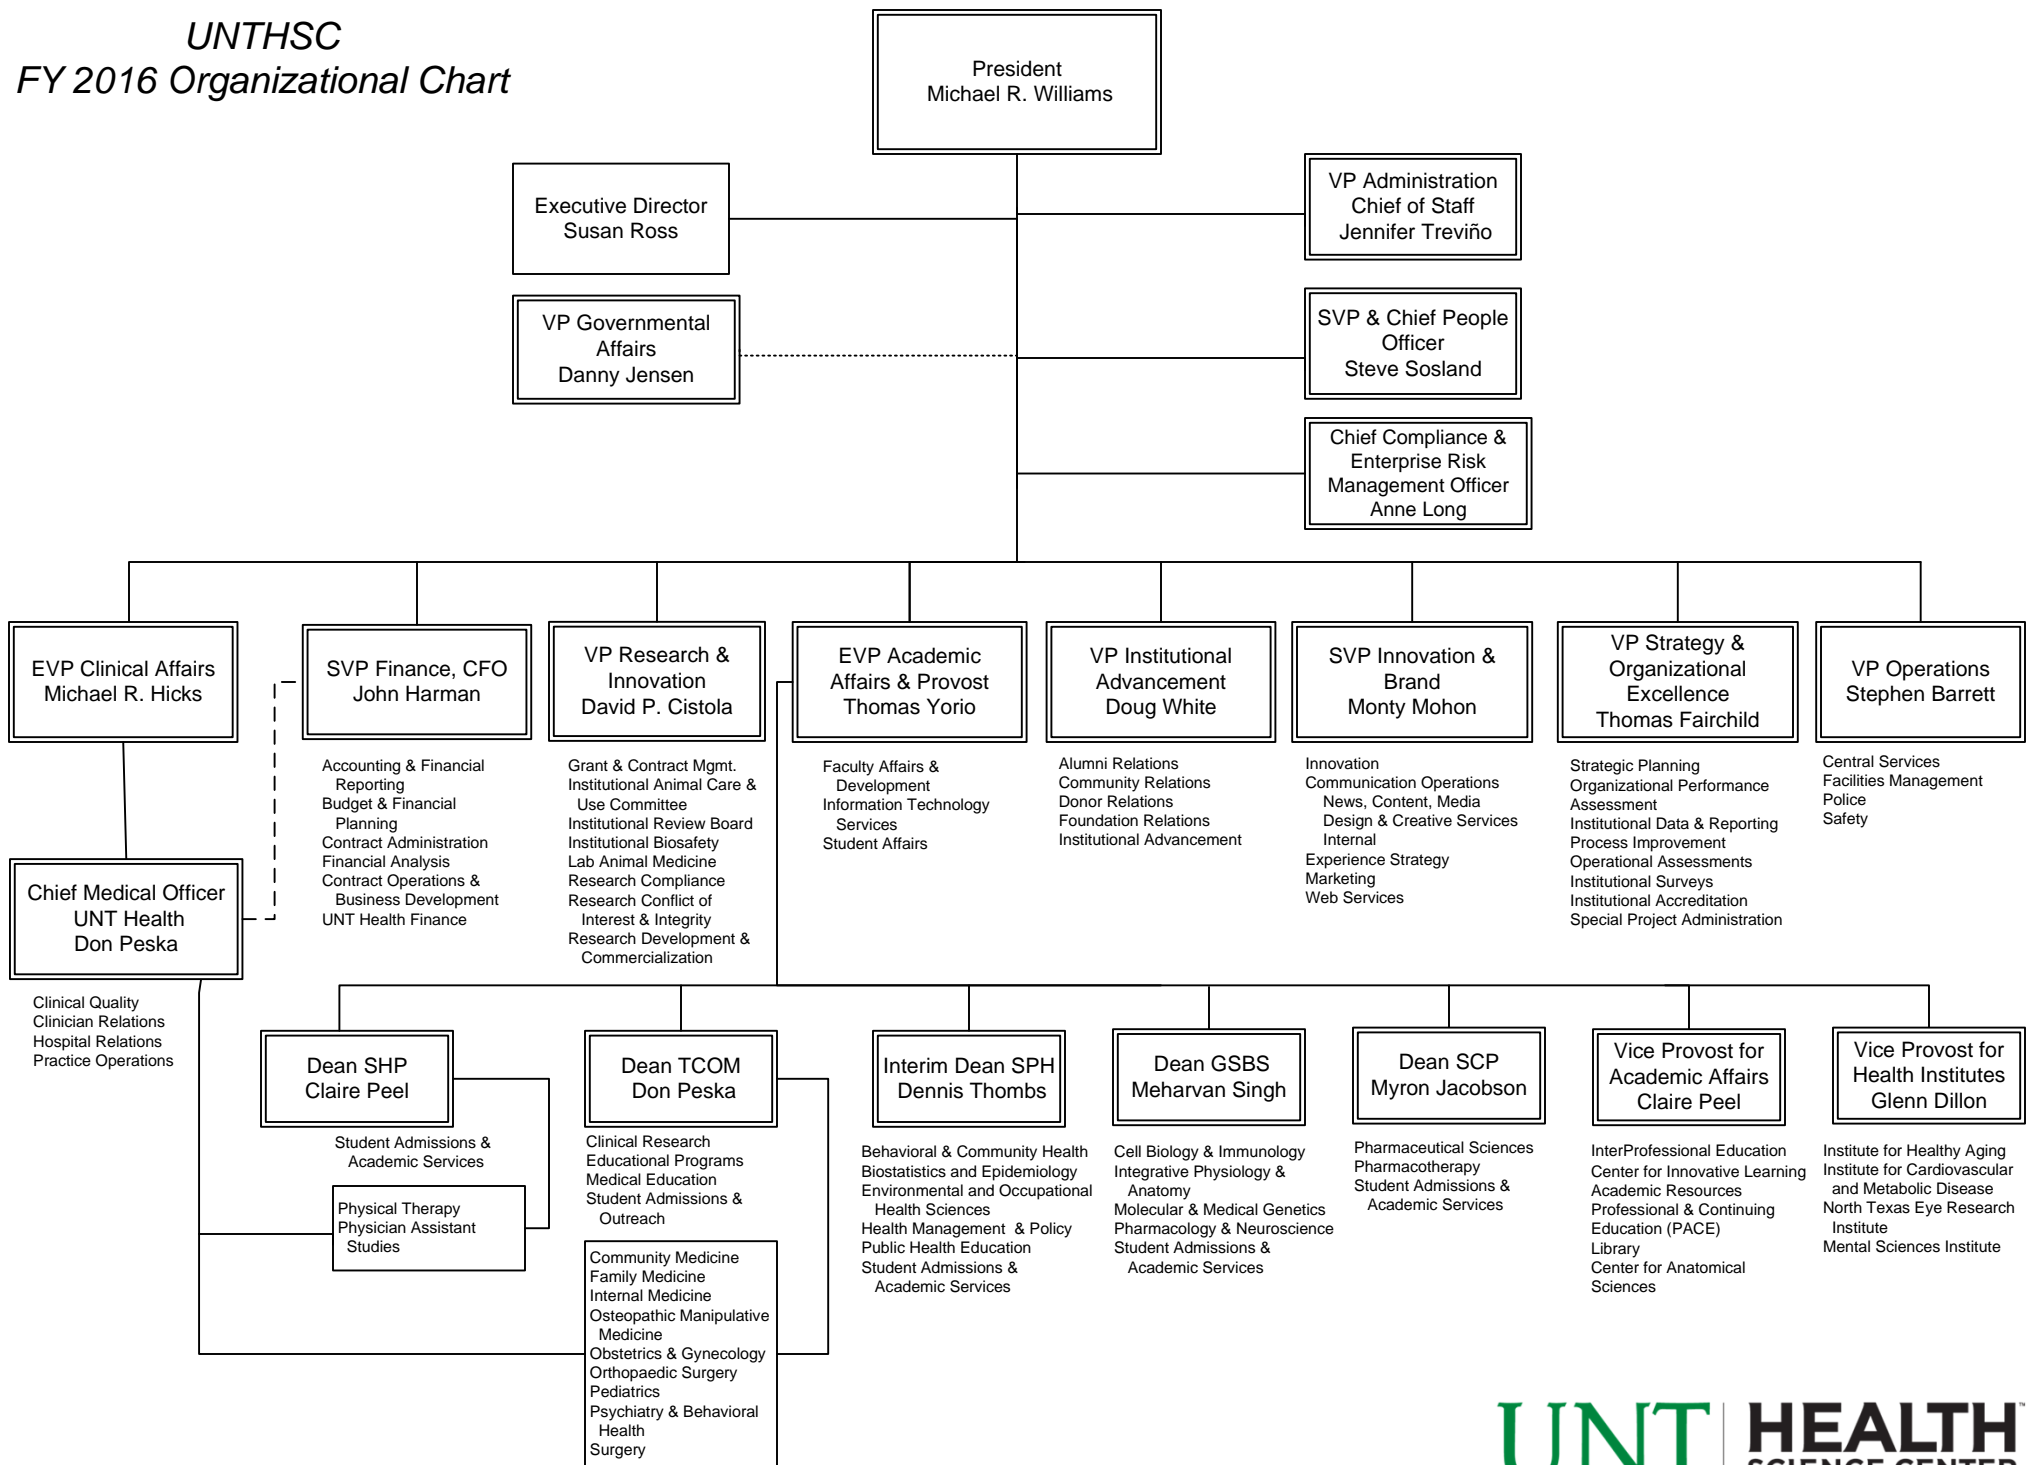 UNTHSC
FY 2016 Organizational Chart
President
Michael R. Williams
Executive Director
Susan Ross
VP Administration
Chief of Staff
Jennifer Treviño
VP Governmental
Affairs
Danny Jensen
SVP & Chief People
Officer
Steve Sosland
Chief Compliance &
Enterprise Risk
Management Officer
Anne Long
EVP Clinical Affairs
Michael R. Hicks
SVP Finance, CFO
John Harman
VP Research &
Innovation
David P. Cistola
EVP Academic
Affairs & Provost
Thomas Yorio
VP Institutional
Advancement
Doug White
SVP Innovation &
Brand
Monty Mohon
VP Strategy &
Organizational
Excellence
Thomas Fairchild
VP Operations
Stephen Barrett
Accounting & Financial
Reporting
Budget & Financial
Planning
Contract Administration
Financial Analysis
Contract Operations &
Business Development
UNT Health Finance
Grant & Contract Mgmt.
Institutional Animal Care &
Use Committee
Institutional Review Board
Institutional Biosafety
Lab Animal Medicine
Research Compliance
Research Conflict of
Interest & Integrity
Research Development &
Commercialization
Faculty Affairs &
Development
Information Technology
Services
Student Affairs
Alumni Relations
Community Relations
Donor Relations
Foundation Relations
Institutional Advancement
Innovation
Communication Operations
News, Content, Media
Design & Creative Services
Internal
Experience Strategy
Marketing
Web Services
Strategic Planning
Organizational Performance
Assessment
Institutional Data & Reporting
Process Improvement
Operational Assessments
Institutional Surveys
Institutional Accreditation
Special Project Administration
Central Services
Facilities Management
Police
Safety
Chief Medical Officer
UNT Health
Don Peska
Clinical Quality
Clinician Relations
Hospital Relations
Practice Operations
Dean SHP
Claire Peel
Dean TCOM
Don Peska
Interim Dean SPH
Dennis Thombs
Dean GSBS
Meharvan Singh
Dean SCP
Myron Jacobson
Vice Provost for
Academic Affairs
Claire Peel
Vice Provost for
Health Institutes
Glenn Dillon
Student Admissions &
Academic Services
Physical Therapy
Physician Assistant
Studies
Clinical Research
Educational Programs
Medical Education
Student Admissions &
Outreach
Community Medicine
Family Medicine
Internal Medicine
Osteopathic Manipulative
Medicine
Obstetrics & Gynecology
Orthopaedic Surgery
Pediatrics
Psychiatry & Behavioral
Health
Surgery
Behavioral & Community Health
Biostatistics and Epidemiology
Environmental and Occupational
Health Sciences
Health Management & Policy
Public Health Education
Student Admissions &
Academic Services
Cell Biology & Immunology
Integrative Physiology &
Anatomy
Molecular & Medical Genetics
Pharmacology & Neuroscience
Student Admissions &
Academic Services
Pharmaceutical Sciences
Pharmacotherapy
Student Admissions &
Academic Services
InterProfessional Education
Center for Innovative Learning
Academic Resources
Professional & Continuing
Education (PACE)
Library
Center for Anatomical
Sciences
Institute for Healthy Aging
Institute for Cardiovascular
and Metabolic Disease
North Texas Eye Research
Institute
Mental Sciences Institute
UNT
HEALTH™
SCIENCE CENTER